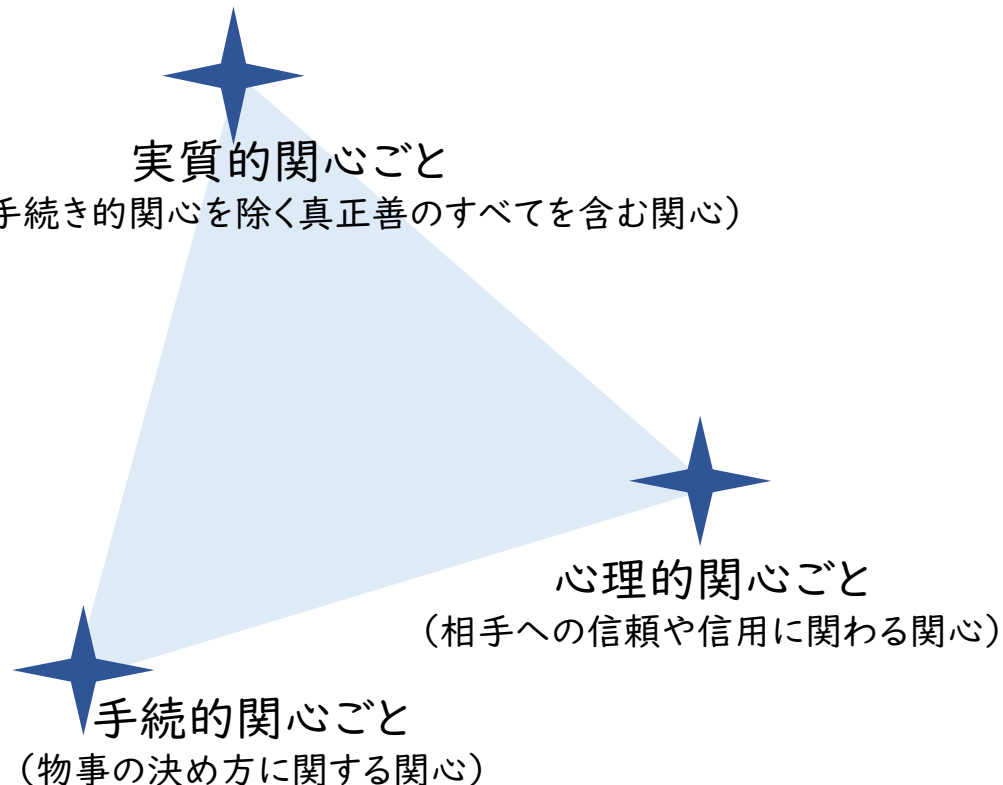 実質的関心ごと
手続き的関心を除く真正善のすべてを含む関心）
心理的関心ごと
（相手への信頼や信用に関わる関心）
手続的関心ごと
（物事の決め方に関する関心）